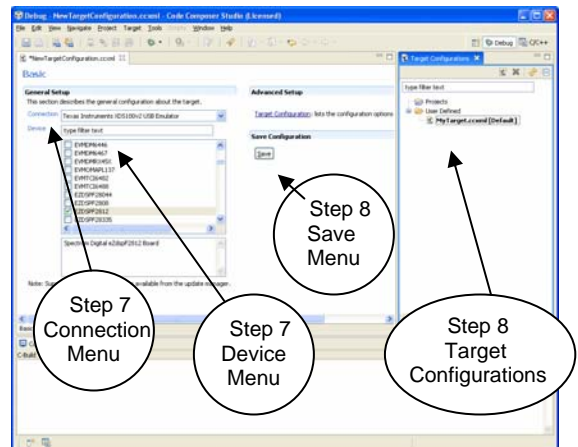 Debug - NewTargetConfiguration.ccxml - Code Composer Studio (Licensed)
File Edit View Navigate Project Target Tools Scripts Window Help
Debug C/C++
*NewTargetConfiguration.ccxml
Basic
General Setup
This section describes the general configuration about the target.
Connection Texas Instruments XDS100v2 USB Emulator
Device type filter text
EVMDM6446
EVMDM6467
EVMOMAPL137
EVMTCI6482
EVMTCI6488
EZDSPF28044
EZDSPF2808
EZDSPF2812
EZDSPF28335
Spectrum Digital eZdspF2812 Board
Note: available from the update manager.
Advanced Setup
Target Configuration: lists the configuration options
Save Configuration
Save
Target Configurations
type filter text
Projects
User Defined
MyTarget.ccxml [Default]
Step 7
Connection
Menu
Step 7
Device
Menu
Step 8
Save
Menu
Step 8
Target
Configurations